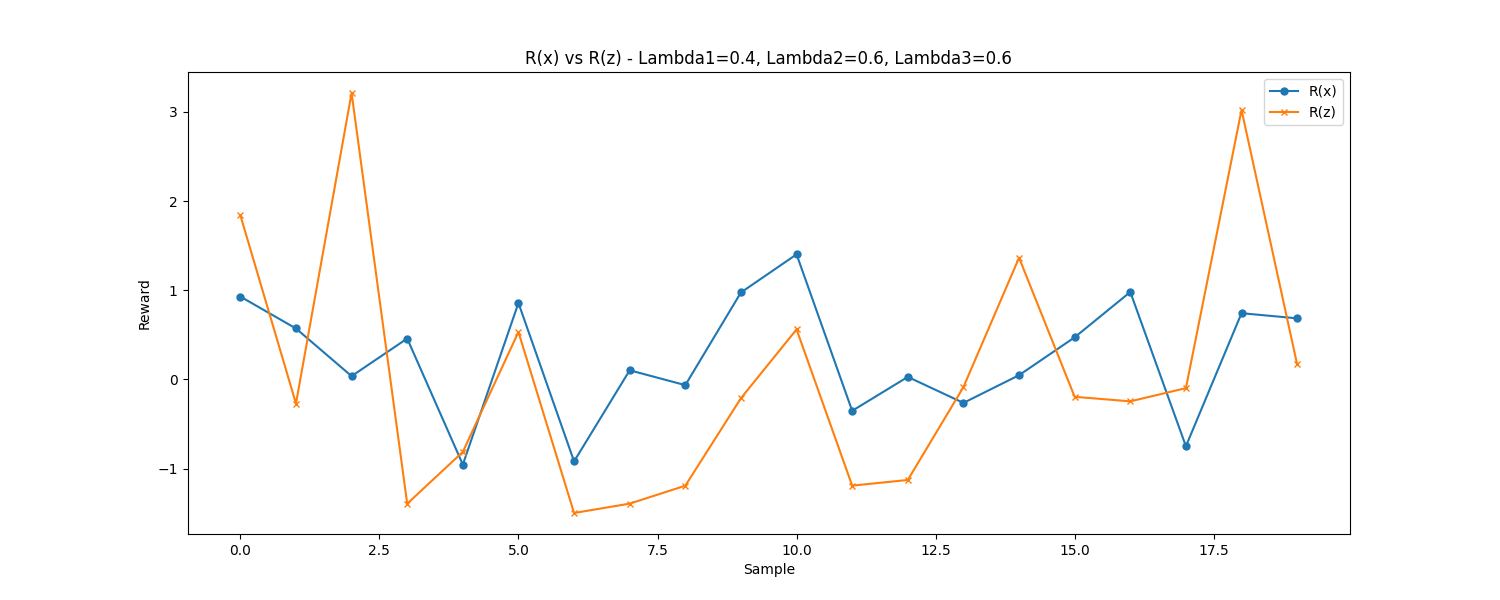 R(x) vs R(z) - Lambda1=0.4, Lambda2=0.6, Lambda3=0.6
R(x)
R(z)
Reward
3
2
1
0
−1
0.0 2.5 5.0 7.5 10.0 12.5 15.0 17.5
Sample